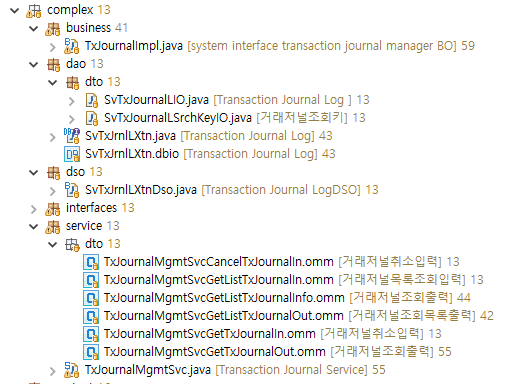 complex 13
business 41
TxJournalImpl.java [system interface transaction journal manager BO] 59
dao 13
dto 13
SvTxJournalLIO.java [Transaction Journal Log ] 13
SvTxJournalLSrchKeyIO.java [거래저널조회키] 13
SvTxJrnlLXtn.java [Transaction Journal Log] 43
SvTxJrnlLXtn.dbio [Transaction Journal Log] 43
dso 13
SvTxJrnlLXtnDso.java [Transaction Journal LogDSO] 13
interfaces 13
service 13
dto 13
TxJournalMgmtSvcCancelTxJournalIn.omm [거래저널취소입력] 13
TxJournalMgmtSvcGetListTxJournalIn.omm [거래저널목록조회입력] 13
TxJournalMgmtSvcGetListTxJournalInfo.omm [거래저널조회출력] 44
TxJournalMgmtSvcGetListTxJournalOut.omm [거래저널조회목록출력] 42
TxJournalMgmtSvcGetTxJournalIn.omm [거래저널취소입력] 13
TxJournalMgmtSvcGetTxJournalOut.omm [거래저널조회출력] 55
TxJournalMgmtSvc.java [Transaction Journal Service] 55